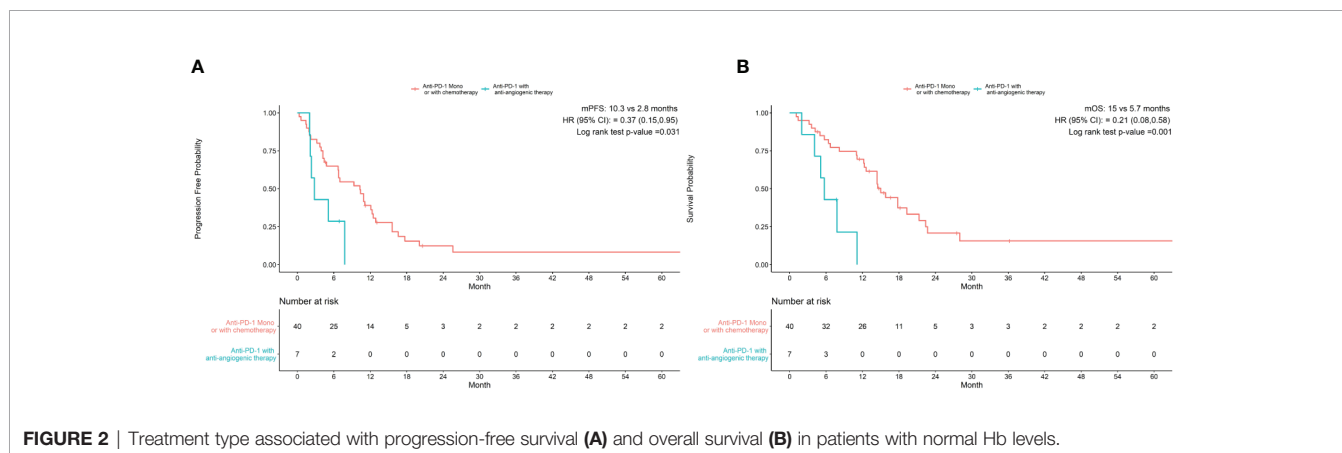 A
Anti-PD-1 Mono
or with chemotherapy
Anti-PD-1 with
anti-angiogenic therapy
mPFS: 10.3 vs 2.8 months
HR (95% CI): = 0.37 (0.15,0.95)
Log rank test p-value =0.031
Progression Free Probability
1.00
0.75
0.50
0.25
0.00
0 6 12 18 24 30 36 42 48 54 60
Month
Number at risk
Anti-PD-1 Mono
or with chemotherapy
40 25 14 5 3 2 2 2 2 2 2
Anti-PD-1 with
anti-angiogenic therapy
7 2 0 0 0 0 0 0 0 0 0
0 6 12 18 24 30 36 42 48 54 60
Month
B
Anti-PD-1 Mono
or with chemotherapy
Anti-PD-1 with
anti-angiogenic therapy
mOS: 15 vs 5.7 months
HR (95% CI): = 0.21 (0.08,0.58)
Log rank test p-value =0.001
Survival Probability
1.00
0.75
0.50
0.25
0.00
0 6 12 18 24 30 36 42 48 54 60
Month
Number at risk
Anti-PD-1 Mono
or with chemotherapy
40 32 26 11 5 3 3 2 2 2 2
Anti-PD-1 with
anti-angiogenic therapy
7 3 0 0 0 0 0 0 0 0 0
0 6 12 18 24 30 36 42 48 54 60
Month
FIGURE 2 | Treatment type associated with progression-free survival (A) and overall survival (B) in patients with normal Hb levels.